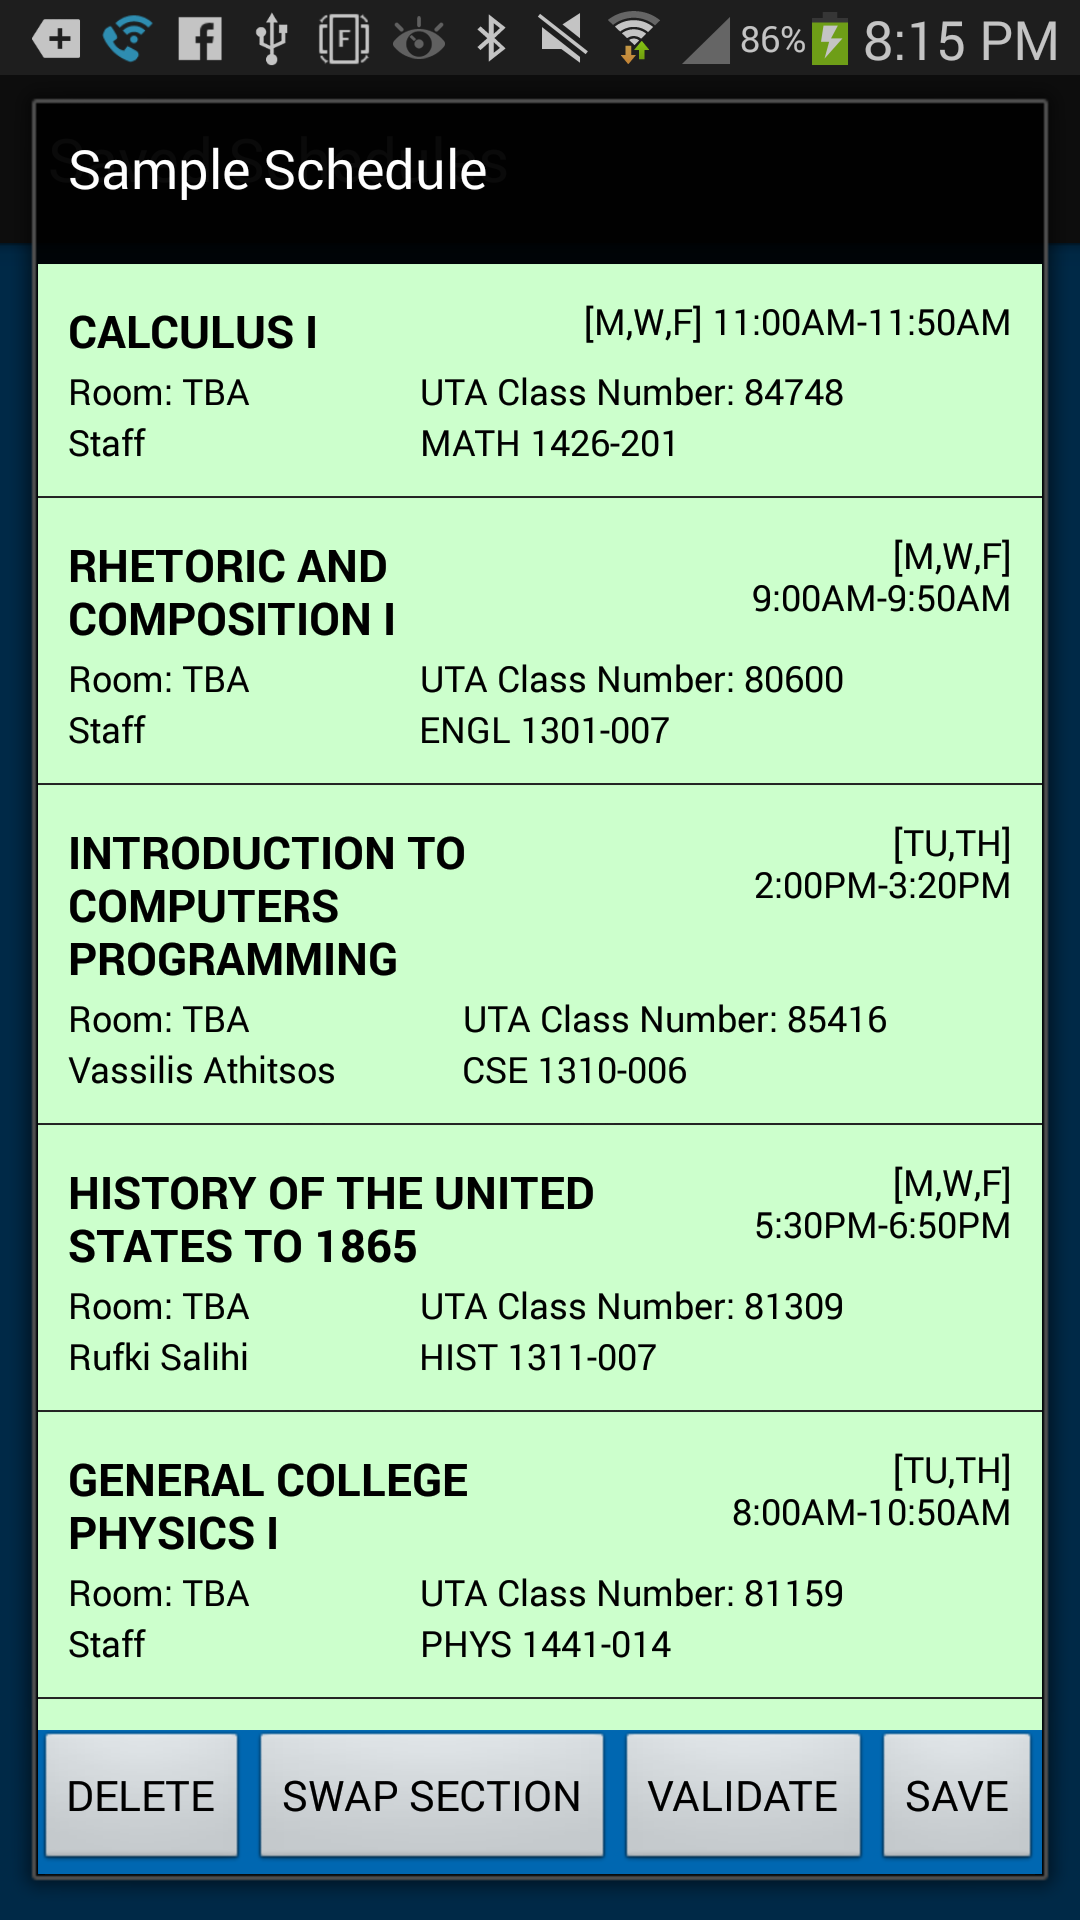 86% 8:15 PM
Sample Schedule
CALCULUS I [M,W,F] 11:00AM-11:50AM
Room: TBA UTA Class Number: 84748
Staff MATH 1426-201
RHETORIC AND [M,W,F]
COMPOSITION I 9:00AM-9:50AM
Room: TBA UTA Class Number: 80600
Staff ENGL 1301-007
INTRODUCTION TO [TU,TH]
COMPUTERS 2:00PM-3:20PM
PROGRAMMING
Room: TBA UTA Class Number: 85416
Vassilis Athitsos CSE 1310-006
HISTORY OF THE UNITED [M,W,F]
STATES TO 1865 5:30PM-6:50PM
Room: TBA UTA Class Number: 81309
Rufki Salihi HIST 1311-007
GENERAL COLLEGE [TU,TH]
PHYSICS I 8:00AM-10:50AM
Room: TBA UTA Class Number: 81159
Staff PHYS 1441-014
DELETE SWAP SECTION VALIDATE SAVE